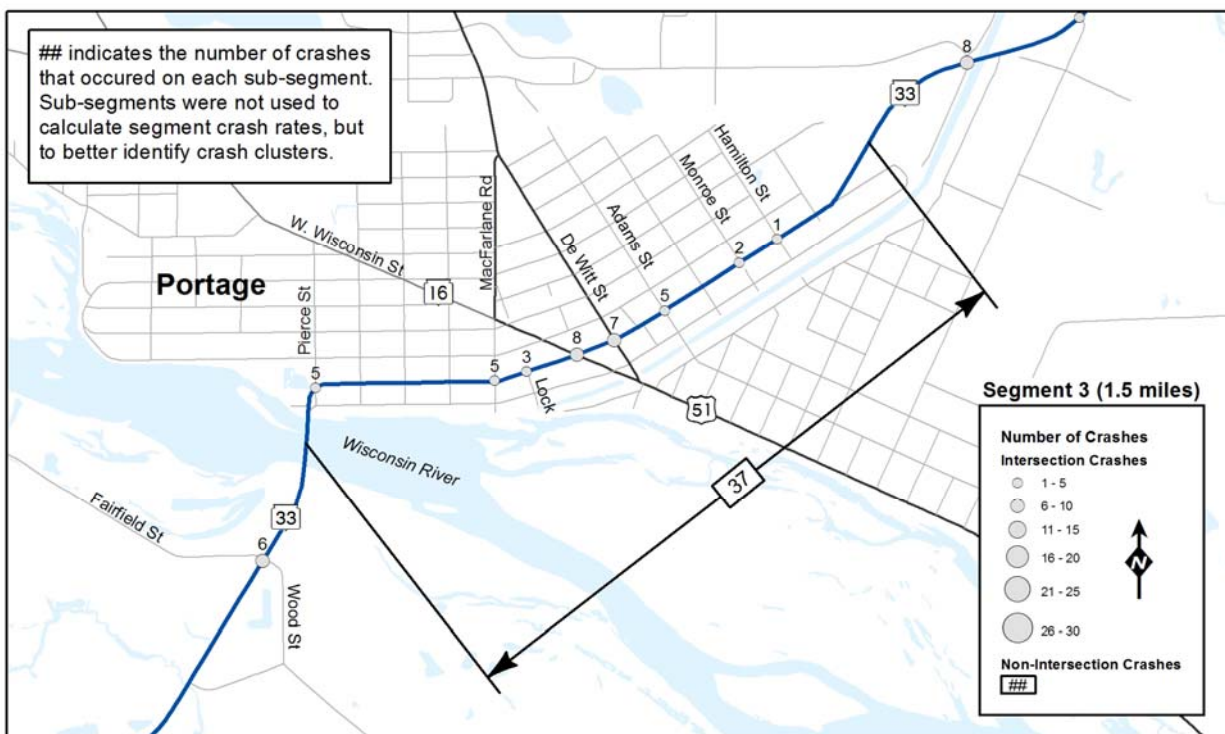 ## indicates the number of crashes
that occured on each sub-segment.
Sub-segments were not used to
calculate segment crash rates, but
to better identify crash clusters.
8
33
Hamilton St
Monroe St
MacFarlane Rd
Adams St
W. Wisconsin St
De Witt St
1
2
Portage
16
5
Pierce St
7
8
3
5
5
Lock
51
Wisconsin River
37
Fairfield St
33
6
Wood St
Segment 3 (1.5 miles)
Number of Crashes
Intersection Crashes
1 - 5
6 - 10
11 - 15
16 - 20
21 - 25
26 - 30
N
Non-Intersection Crashes
##